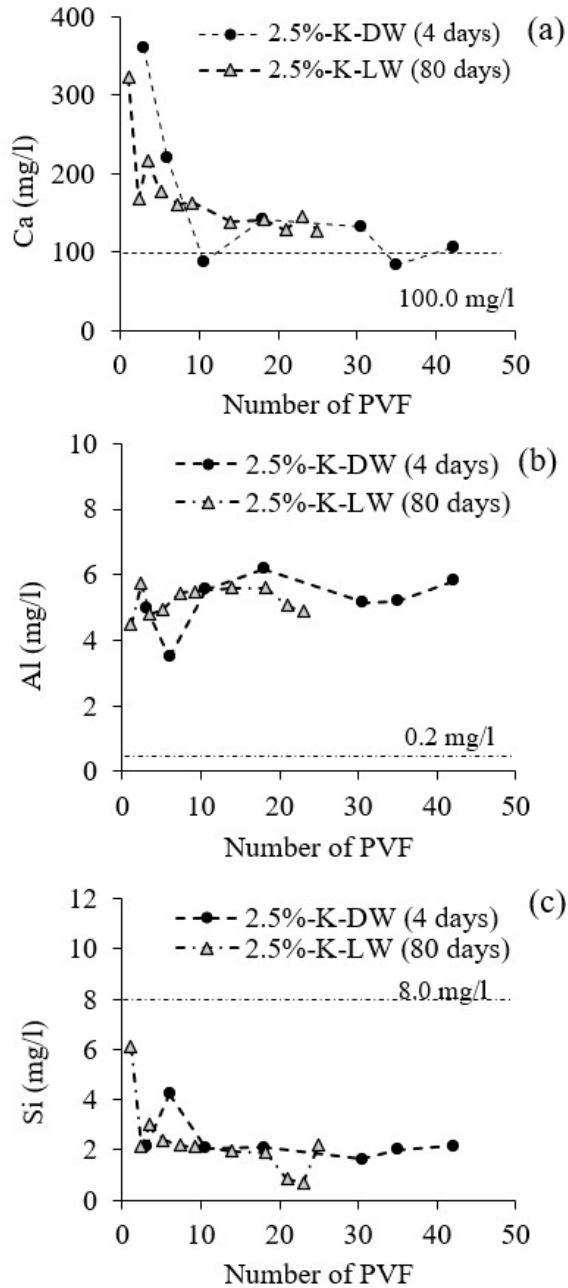 (a)
2.5%-K-DW (4 days)
2.5%-K-LW (80 days)
400
300
200
100
0
Ca (mg/l)
100.0 mg/l
0 10 20 30 40 50
Number of PVF
(b)
2.5%-K-DW (4 days)
2.5%-K-LW (80 days)
10
8
6
4
2
0
Al (mg/l)
0.2 mg/l
0 10 20 30 40 50
Number of PVF
(c)
2.5%-K-DW (4 days)
2.5%-K-LW (80 days)
12
10
8
6
4
2
0
Si (mg/l)
8.0 mg/l
0 10 20 30 40 50
Number of PVF